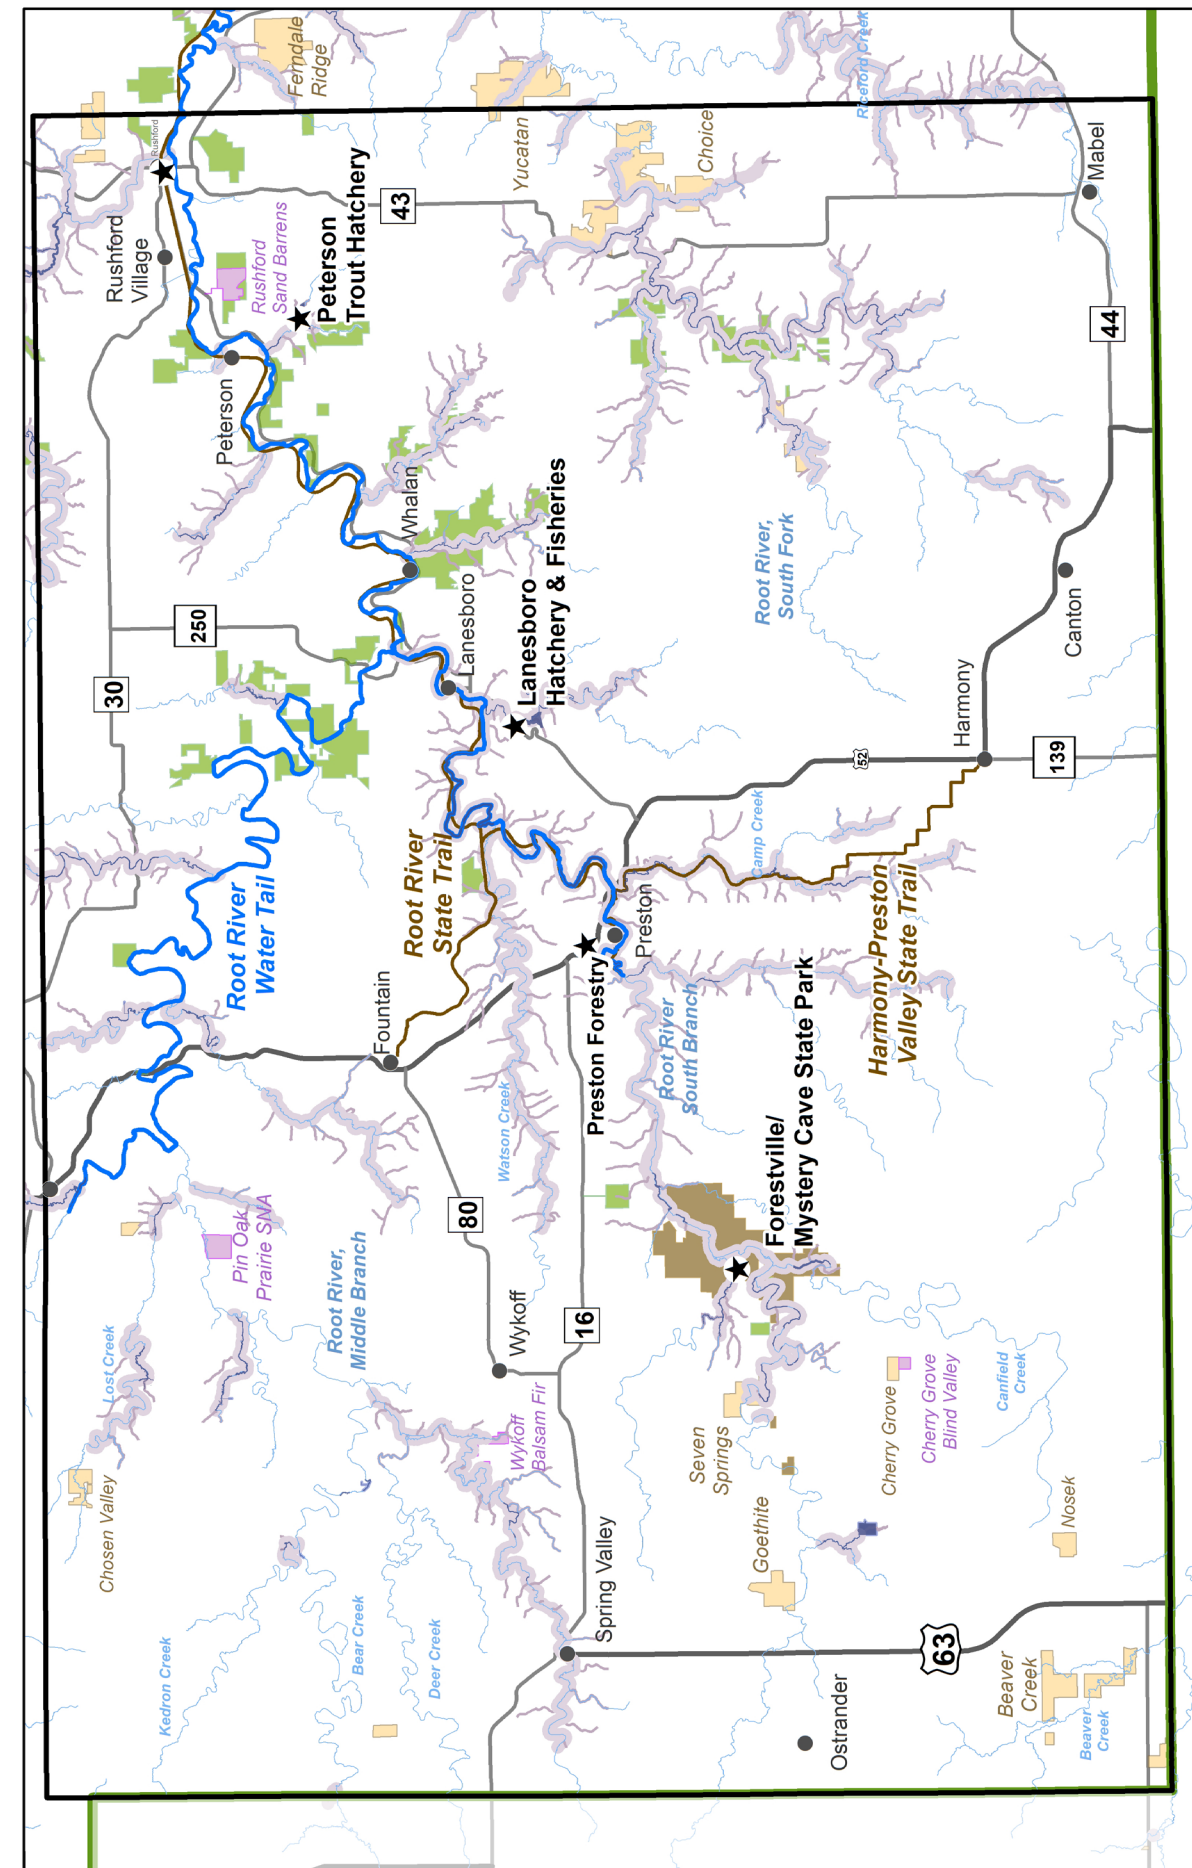 Ferndale
Ridge
Riceford Creek
Rushford
Yucatan
Choice
Mabel
Rushford
Village
Rushford
Sand Barrens
Peterson
Trout Hatchery
43
44
Peterson
Whalan
Lanesboro
Lanesboro
Hatchery & Fisheries
Root River,
South Fork
Canton
250
30
Harmony
52
139
Camp Creek
Root River
State Trail
Root River
Water Tail
Preston
Harmony-Preston
Valley State Trail
Fountain
Preston Forestry
Root River
South Branch
Watson Creek
Forestville/
Mystery Cave State Park
80
Pin Oak
Prairie SNA
Root River,
Middle Branch
Wykoff
16
Lost Creek
Wykoff
Balsam Fir
Seven
Springs
Cherry Grove
Cherry Grove
Blind Valley
Canfield
Creek
Chosen Valley
Goethite
Nosek
Spring Valley
Kedron Creek
Bear Creek
Deer Creek
63
Ostrander
Beaver
Creek
Beaver
Creek